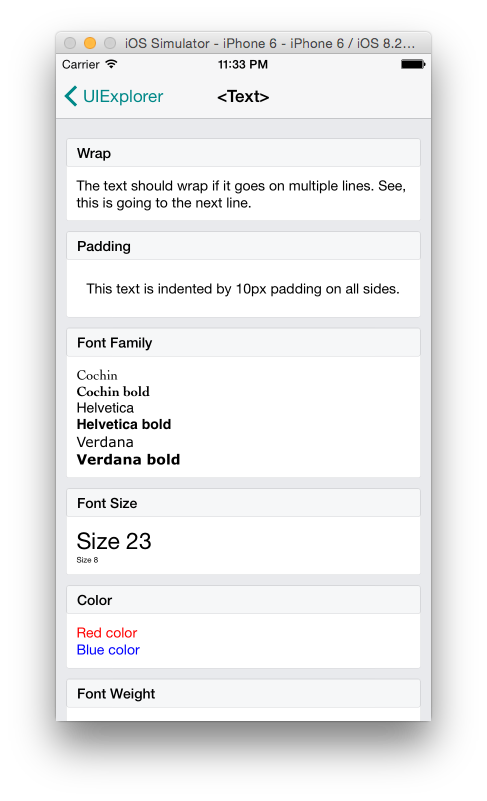 iOS Simulator - iPhone 6 - iPhone 6 / iOS 8.2...
Carrier 11:33 PM
UIExplorer <Text>
Wrap
The text should wrap if it goes on multiple lines. See,
this is going to the next line.
Padding
This text is indented by 10px padding on all sides.
Font Family
Cochin
Cochin bold
Helvetica
Helvetica bold
Verdana
Verdana bold
Font Size
Size 23
Size 8
Color
Red color
Blue color
Font Weight